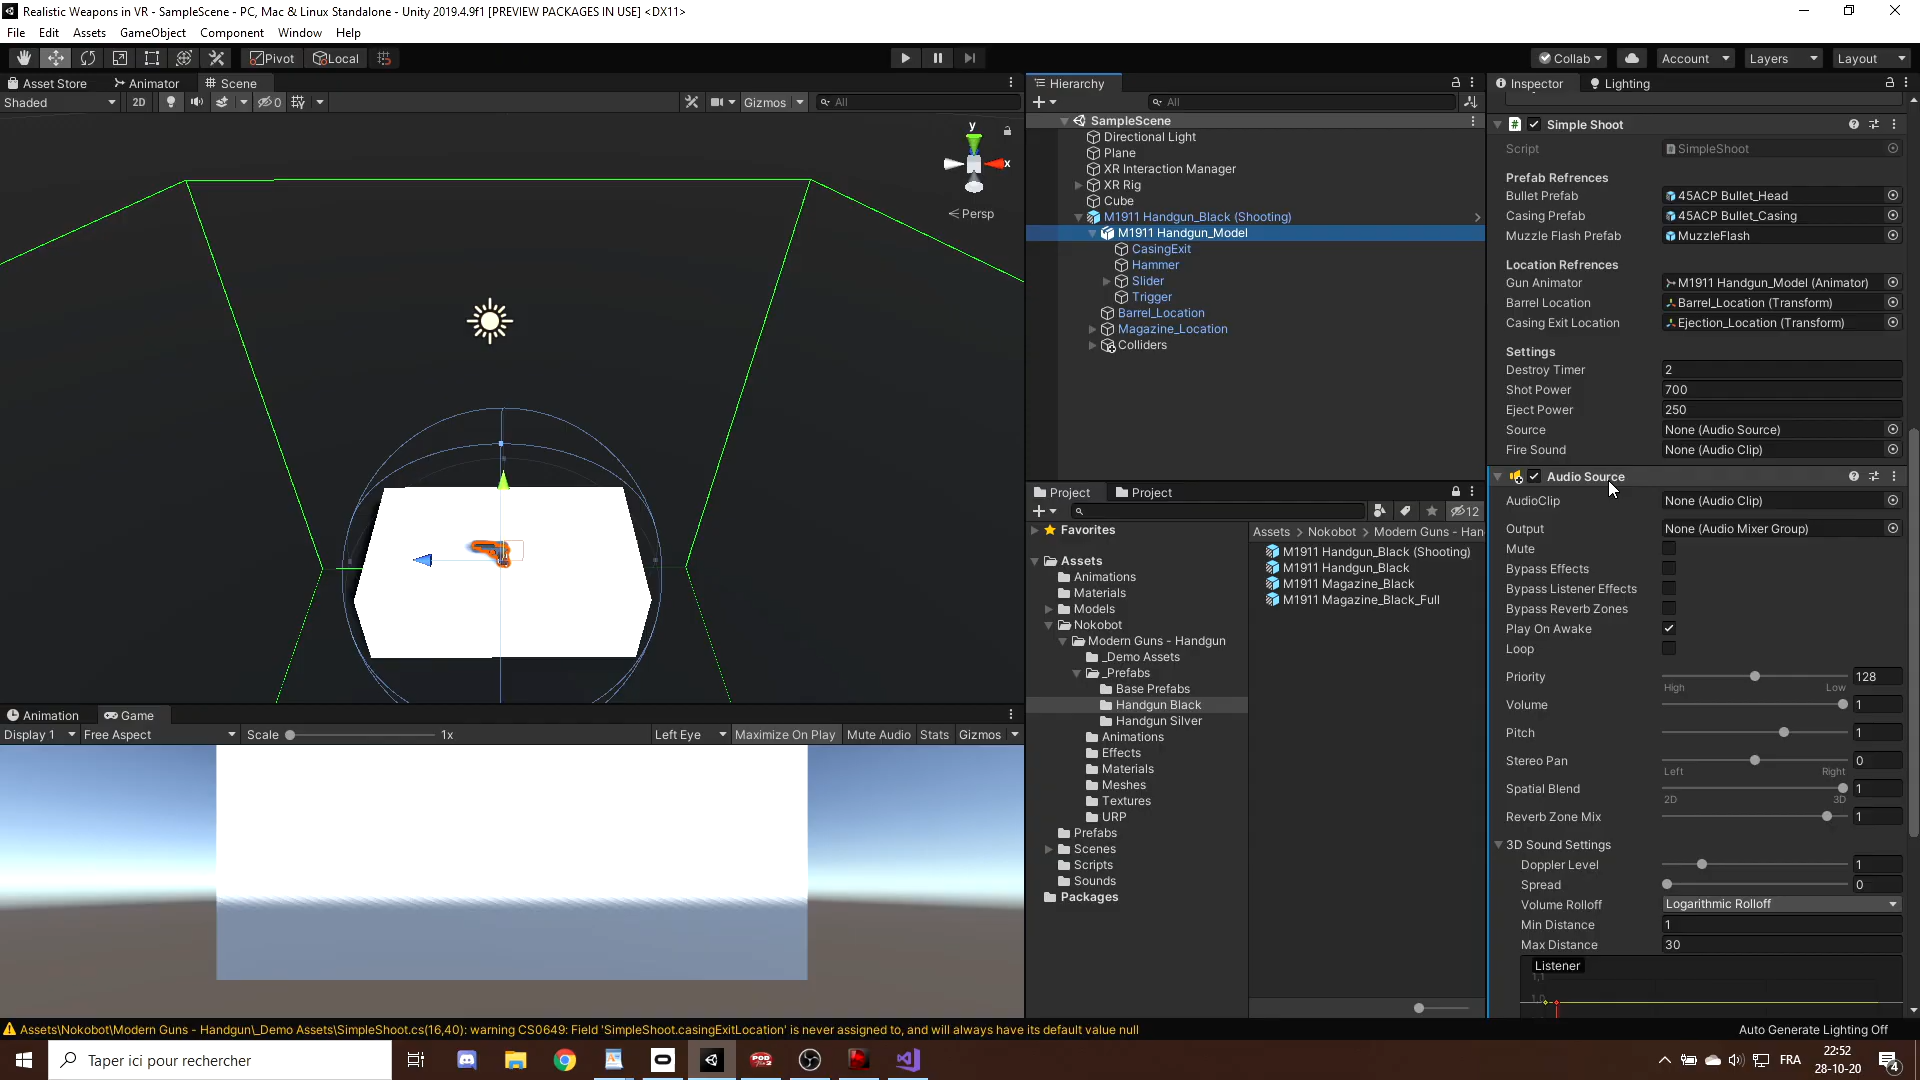 Realistic Weapons in VR - SampleScene - PC, Mac & Linux Standalone - Unity 2019.4.9f1 [PREVIEW PACKAGES IN USE] <DX11>
File Edit Assets GameObject Component Window Help
Pivot Local Collab Account Layers Layout
Asset Store Animator Scene
Shaded 2D 0 Gizmos All
y
x
Persp
Hierarchy
All
SampleScene
Directional Light
Plane
XR Interaction Manager
XR Rig
Cube
M1911 Handgun_Black (Shooting)
M1911 Handgun_Model
CasingExit
Hammer
Slider
Trigger
Barrel_Location
Magazine_Location
Colliders
Inspector Lighting
Simple Shoot
Script SimpleShoot
Prefab Refrences
Bullet Prefab 45ACP Bullet_Head
Casing Prefab 45ACP Bullet_Casing
Muzzle Flash Prefab MuzzleFlash
Location Refrences
Gun Animator M1911 Handgun_Model (Animator)
Barrel Location Barrel_Location (Transform)
Casing Exit Location Ejection_Location (Transform)
Settings
Destroy Timer 2
Shot Power 700
Eject Power 250
Source None (Audio Source)
Fire Sound None (Audio Clip)
Audio Source
AudioClip None (Audio Clip)
Output None (Audio Mixer Group)
Mute
Bypass Effects
Bypass Listener Effects
Bypass Reverb Zones
Play On Awake
Loop
Priority 128
High Low
Volume 1
Pitch 1
Stereo Pan 0
Left Right
Spatial Blend 1
2D 3D
Reverb Zone Mix 1
3D Sound Settings
Doppler Level 1
Spread 0
Volume Rolloff Logarithmic Rolloff
Min Distance 1
Max Distance 30
Listener
Project Project
12
Favorites
Assets
Animations
Materials
Models
Nokobot
Modern Guns - Handgun
_Demo Assets
_Prefabs
Base Prefabs
Handgun Black
Handgun Silver
Animations
Effects
Materials
Meshes
Textures
URP
Prefabs
Scenes
Scripts
Sounds
Packages
Assets > Nokobot > Modern Guns - Han
M1911 Handgun_Black (Shooting)
M1911 Handgun_Black
M1911 Magazine_Black
M1911 Magazine_Black_Full
Animation Game
Display 1 Free Aspect Scale 1x Left Eye Maximize On Play Mute Audio Stats Gizmos
Assets\Nokobot\Modern Guns - Handgun\_Demo Assets\SimpleShoot.cs(16,40): warning CS0649: Field 'SimpleShoot.casingExitLocation' is never assigned to, and will always have its default value null
Auto Generate Lighting Off
Taper ici pour rechercher
FRA
22:52
28-10-20
4